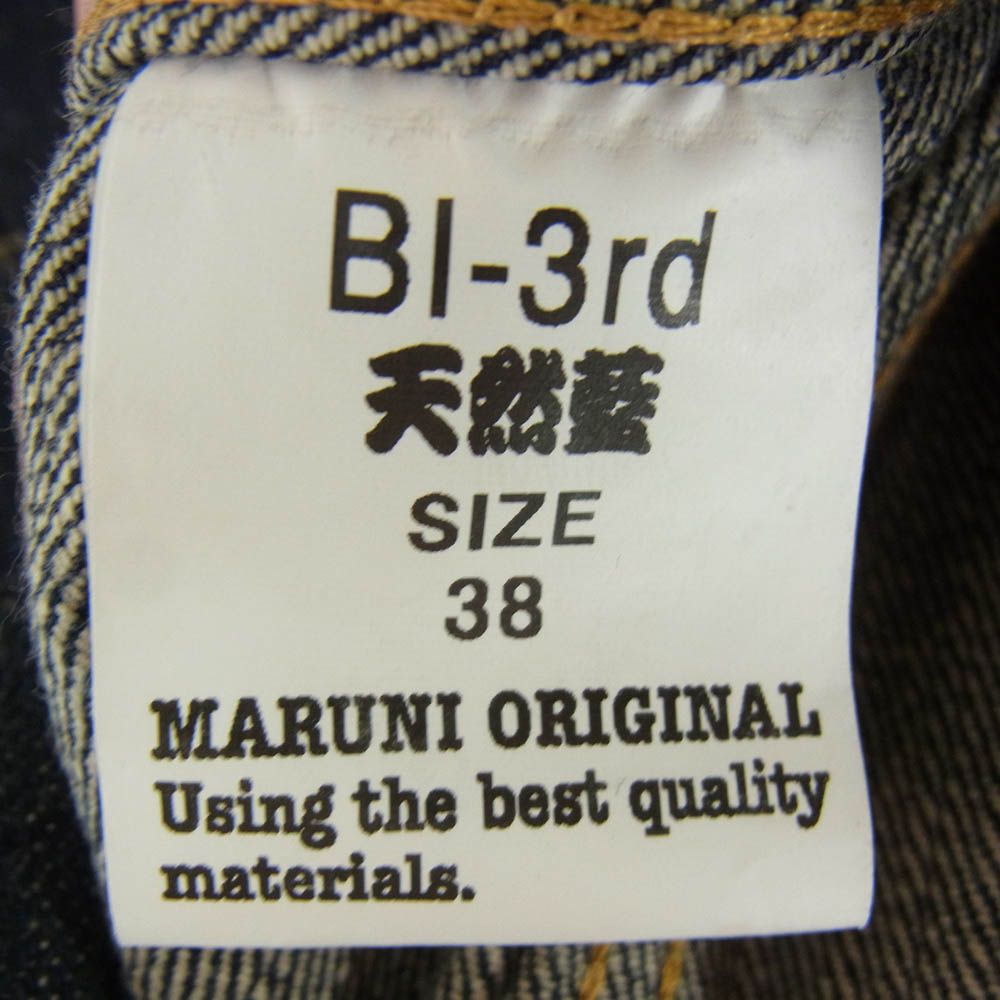 BI-3rd
天然藍
SIZE
38
MARUNI ORIGINAL
Using the best quality
materials.